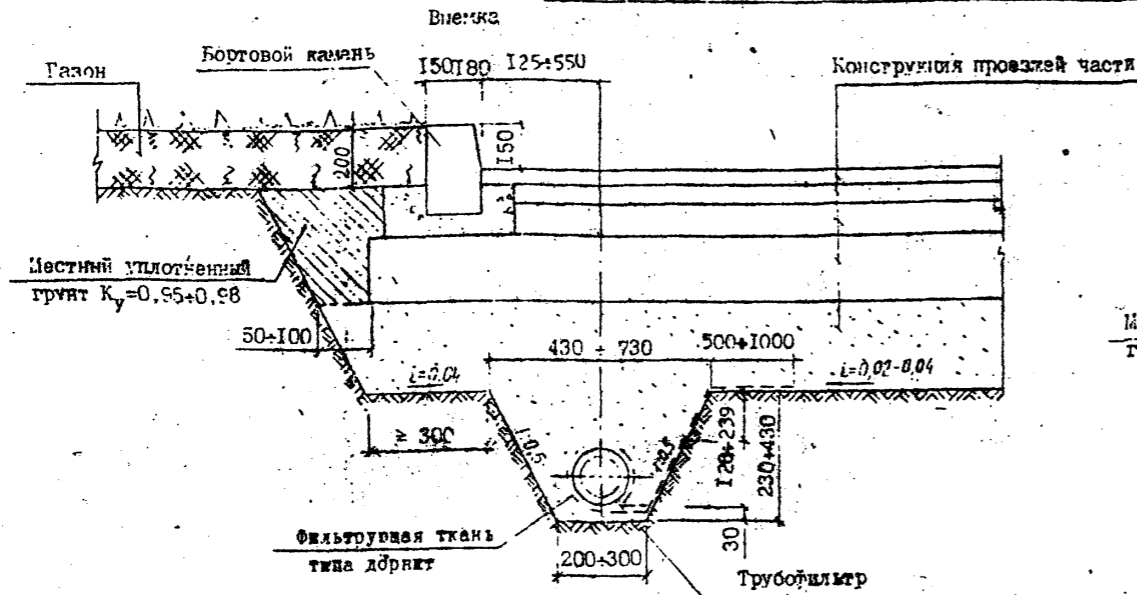 Выемка
Бортовой камень
Газон
150 180 125÷550
Конструкция проезжей части
150
200
Местный уплотненный
грунт Kу=0,95÷0,98
50÷100
430 ÷ 730
500÷1000
i=0.04
i=0,02-0,04
≈ 300
1:0,5
128÷239
230÷430
30
Фильтрующая ткань
типа дорнит
200÷300
Трубофильтр